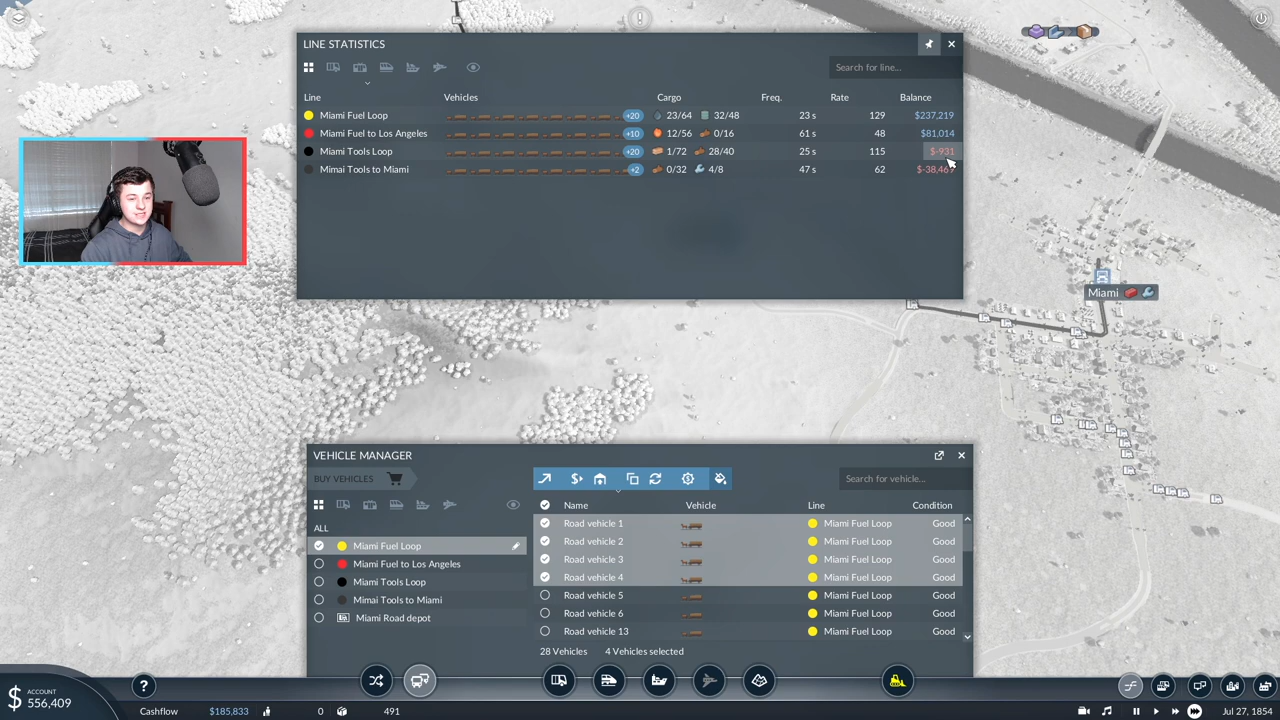 LINE STATISTICS
Search for line...
Line Vehicles Cargo Freq. Rate Balance
Miami Fuel Loop +20 23/64 32/48 23 s 129 $237,219
Miami Fuel to Los Angeles +10 12/56 0/16 61 s 48 $81,014
Miami Tools Loop +20 1/72 28/40 25 s 115 $-931
Mimai Tools to Miami +2 0/32 4/8 47 s 62
Miami
VEHICLE MANAGER
BUY VEHICLES
Search for vehicle...
Name Vehicle Line Condition
ALL
Miami Fuel Loop
Miami Fuel to Los Angeles
Miami Tools Loop
Mimai Tools to Miami
Miami Road depot
Road vehicle 1 Miami Fuel Loop Good
Road vehicle 2 Miami Fuel Loop Good
Road vehicle 3 Miami Fuel Loop Good
Road vehicle 4 Miami Fuel Loop Good
Road vehicle 5 Miami Fuel Loop Good
Road vehicle 6 Miami Fuel Loop Good
Road vehicle 13 Miami Fuel Loop Good
28 Vehicles 4 Vehicles selected
$ ACCOUNT
556,409
?
Cashflow $185,833 0 491 Jul 27, 1854